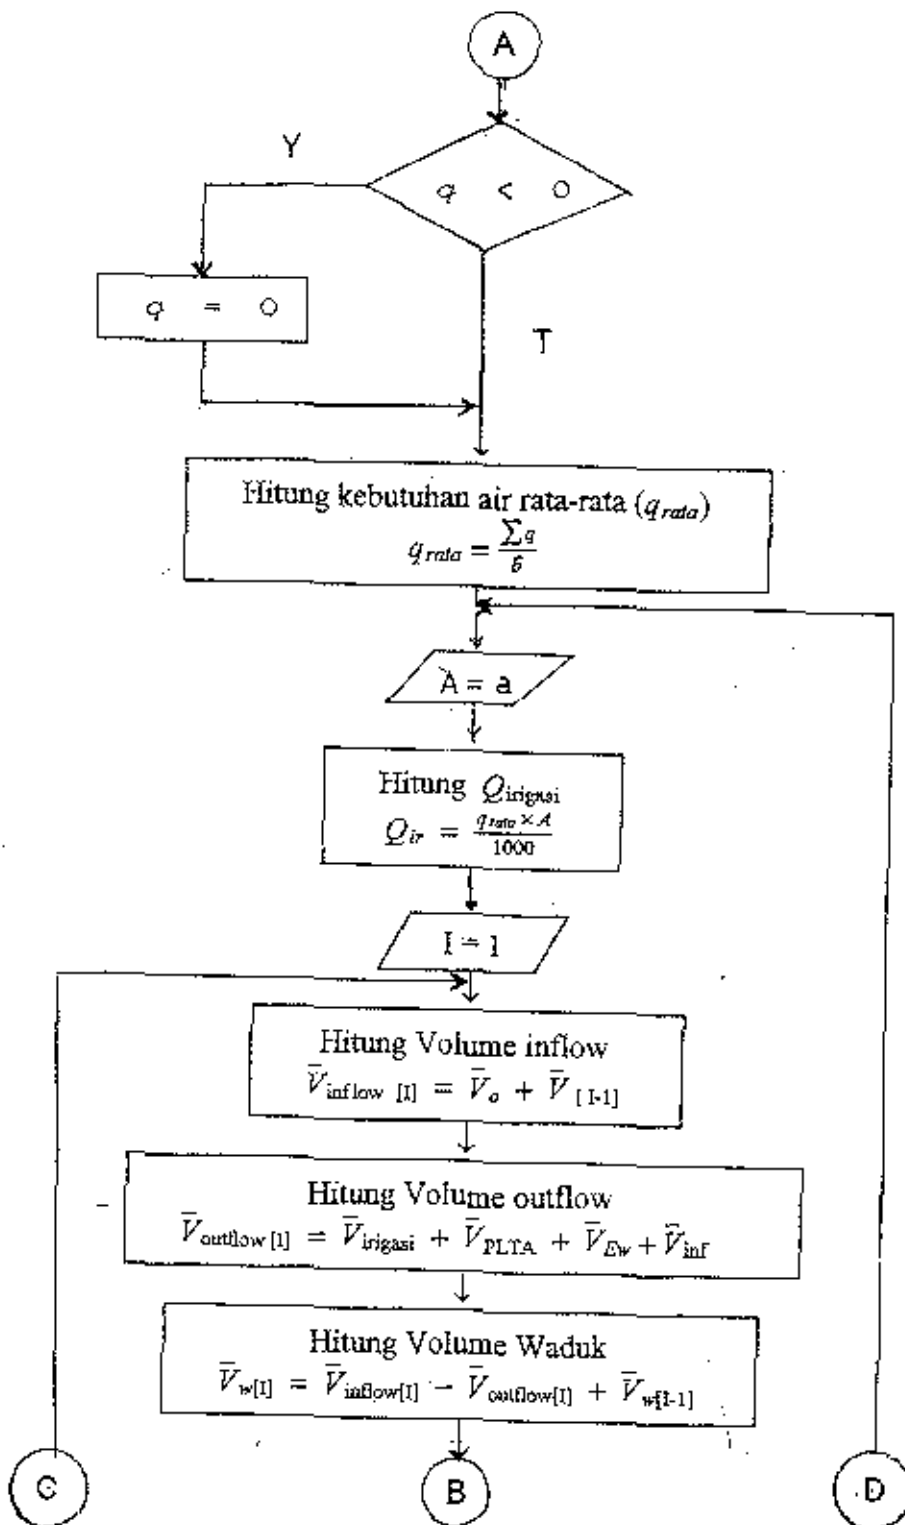 A
q < 0
Y
q = 0
T
Hitung kebutuhan air rata-rata (q_rata)
q_rata = ∑q / 6
A = a
Hitung Q_irigasi
Q_ir = q_rata × A / 1000
I = 1
Hitung Volume inflow
V̄_inflow [I] = V̄_o + V̄_[I-1]
Hitung Volume outflow
V̄_outflow [I] = V̄_irigasi + V̄_PLTA + V̄_Ew + V̄_inf
Hitung Volume Waduk
V̄_w[I] = V̄_inflow[I] − V̄_outflow[I] + V̄_w[I-1]
C
B
D